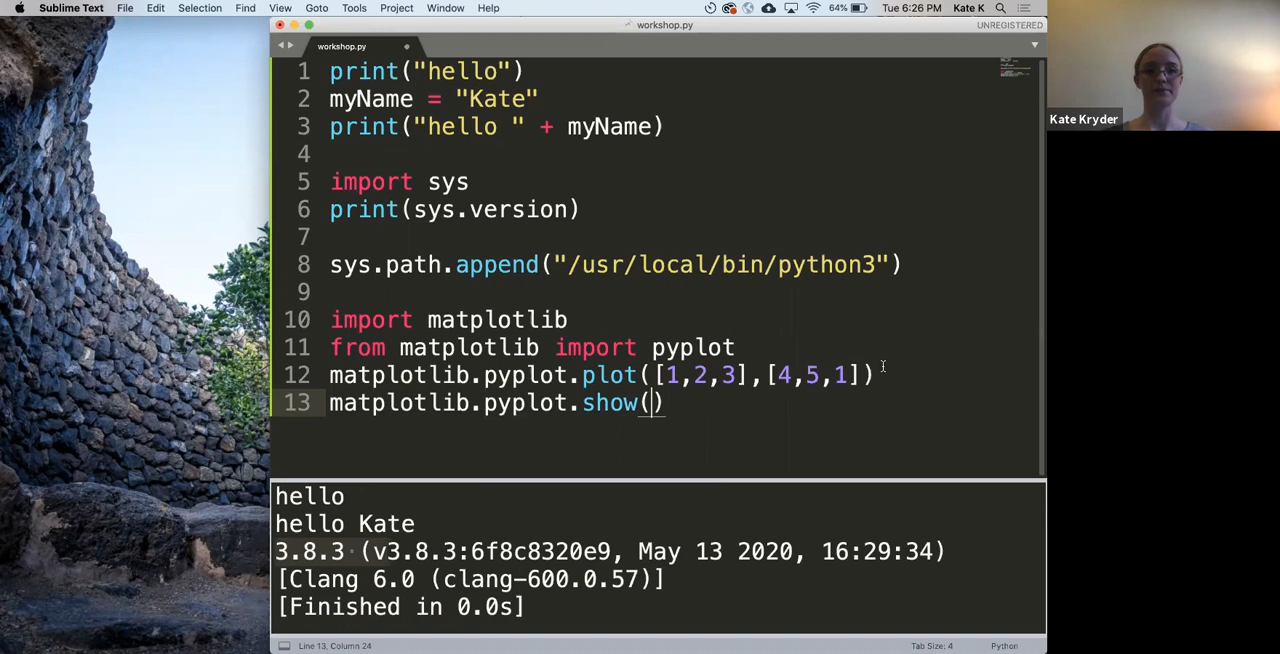 Sublime Text File Edit Selection Find View Goto Tools Project Window Help 64% Tue 6:26 PM Kate K
workshop.py
UNREGISTERED
workshop.py
1 print("hello")
2 myName = "Kate"
3 print("hello " + myName)
4
5 import sys
6 print(sys.version)
7
8 sys.path.append("/usr/local/bin/python3")
9
10 import matplotlib
11 from matplotlib import pyplot
12 matplotlib.pyplot.plot([1,2,3],[4,5,1])
13 matplotlib.pyplot.show()
hello
hello Kate
3.8.3 (v3.8.3:6f8c8320e9, May 13 2020, 16:29:34)
[Clang 6.0 (clang-600.0.57)]
[Finished in 0.0s]
Line 13, Column 24 Tab Size: 4 Python
Kate Kryder